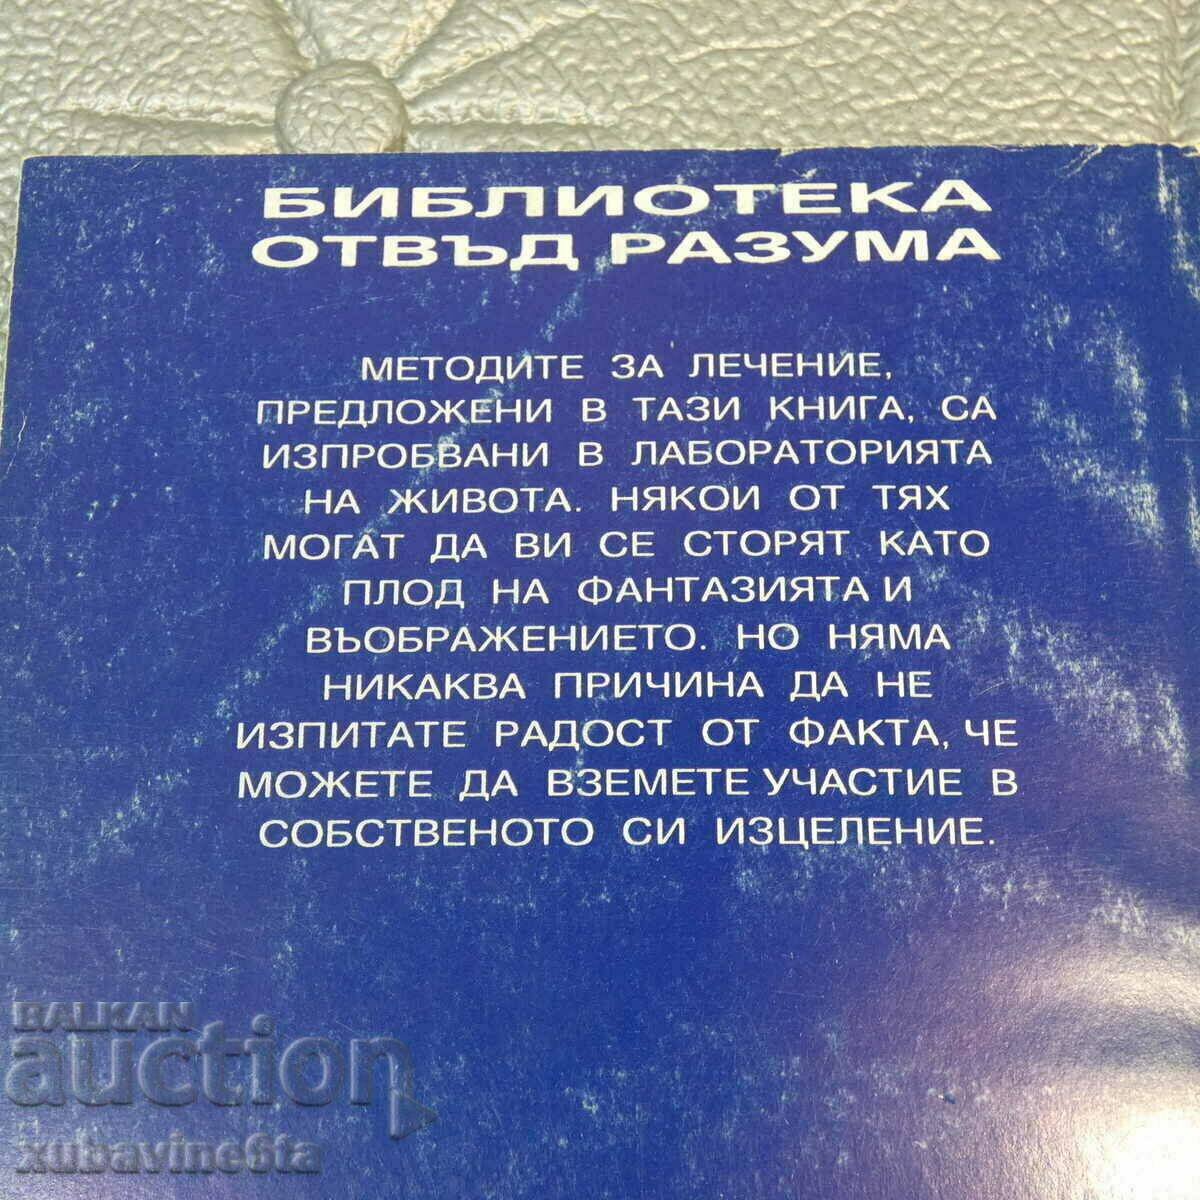 БИБЛИОТЕКА
ОТВЪД РАЗУМА
МЕТОДИТЕ ЗА ЛЕЧЕНИЕ,
ПРЕДЛОЖЕНИ В ТАЗИ КНИГА, СА
ИЗПРОБВАНИ В ЛАБОРАТОРИЯТА
НА ЖИВОТА. НЯКОИ ОТ ТЯХ
МОГАТ ДА ВИ СЕ СТОРЯТ КАТО
ПЛОД НА ФАНТАЗИЯТА И
ВЪОБРАЖЕНИЕТО. НО НЯМА
НИКАКВА ПРИЧИНА ДА НЕ
ИЗПИТАТЕ РАДОСТ ОТ ФАКТА, ЧЕ
МОЖЕТЕ ДА ВЗЕМЕТЕ УЧАСТИЕ В
СОБСТВЕНОТО СИ ИЗЦЕЛЕНИЕ.
BALKAN
auction
xubavine6ta